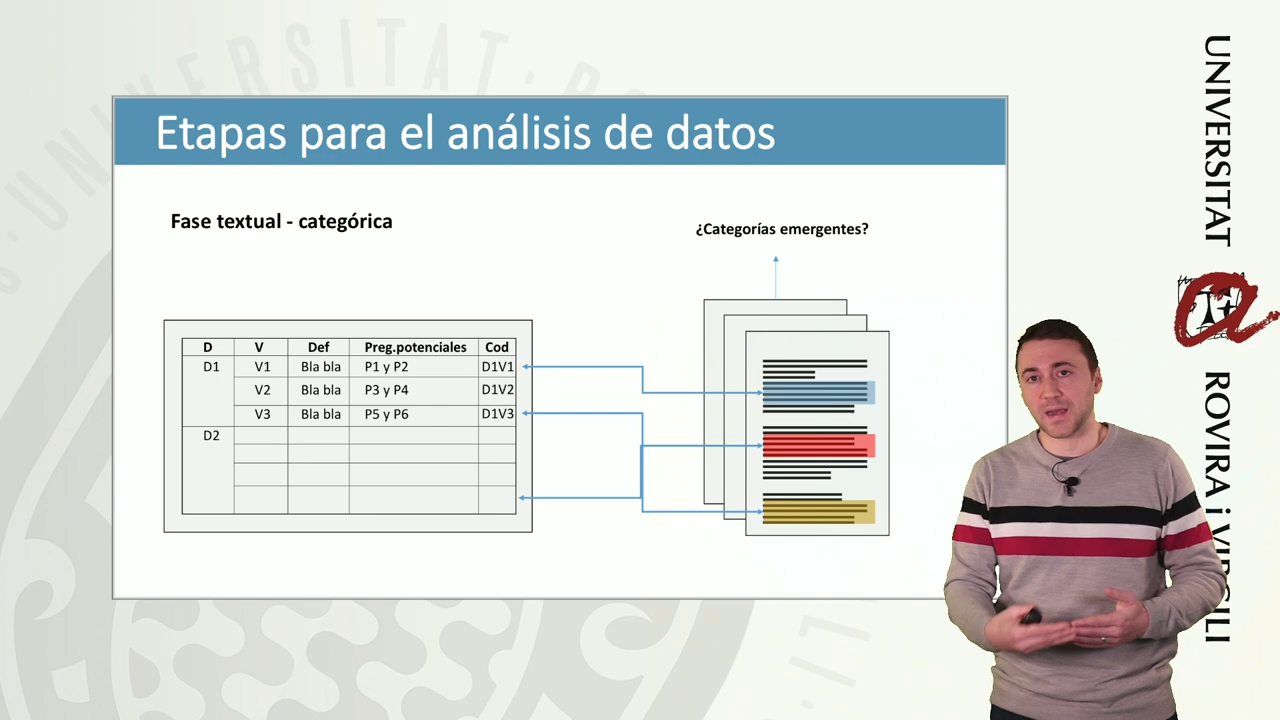 Etapas para el análisis de datos
Fase textual - categórica
¿Categorías emergentes?
D V Def Preg.potenciales Cod
D1 V1 Bla bla P1 y P2 D1V1
V2 Bla bla P3 y P4 D1V2
V3 Bla bla P5 y P6 D1V3
D2
UNIVERSITAT
ROVIRA i VIRGILI